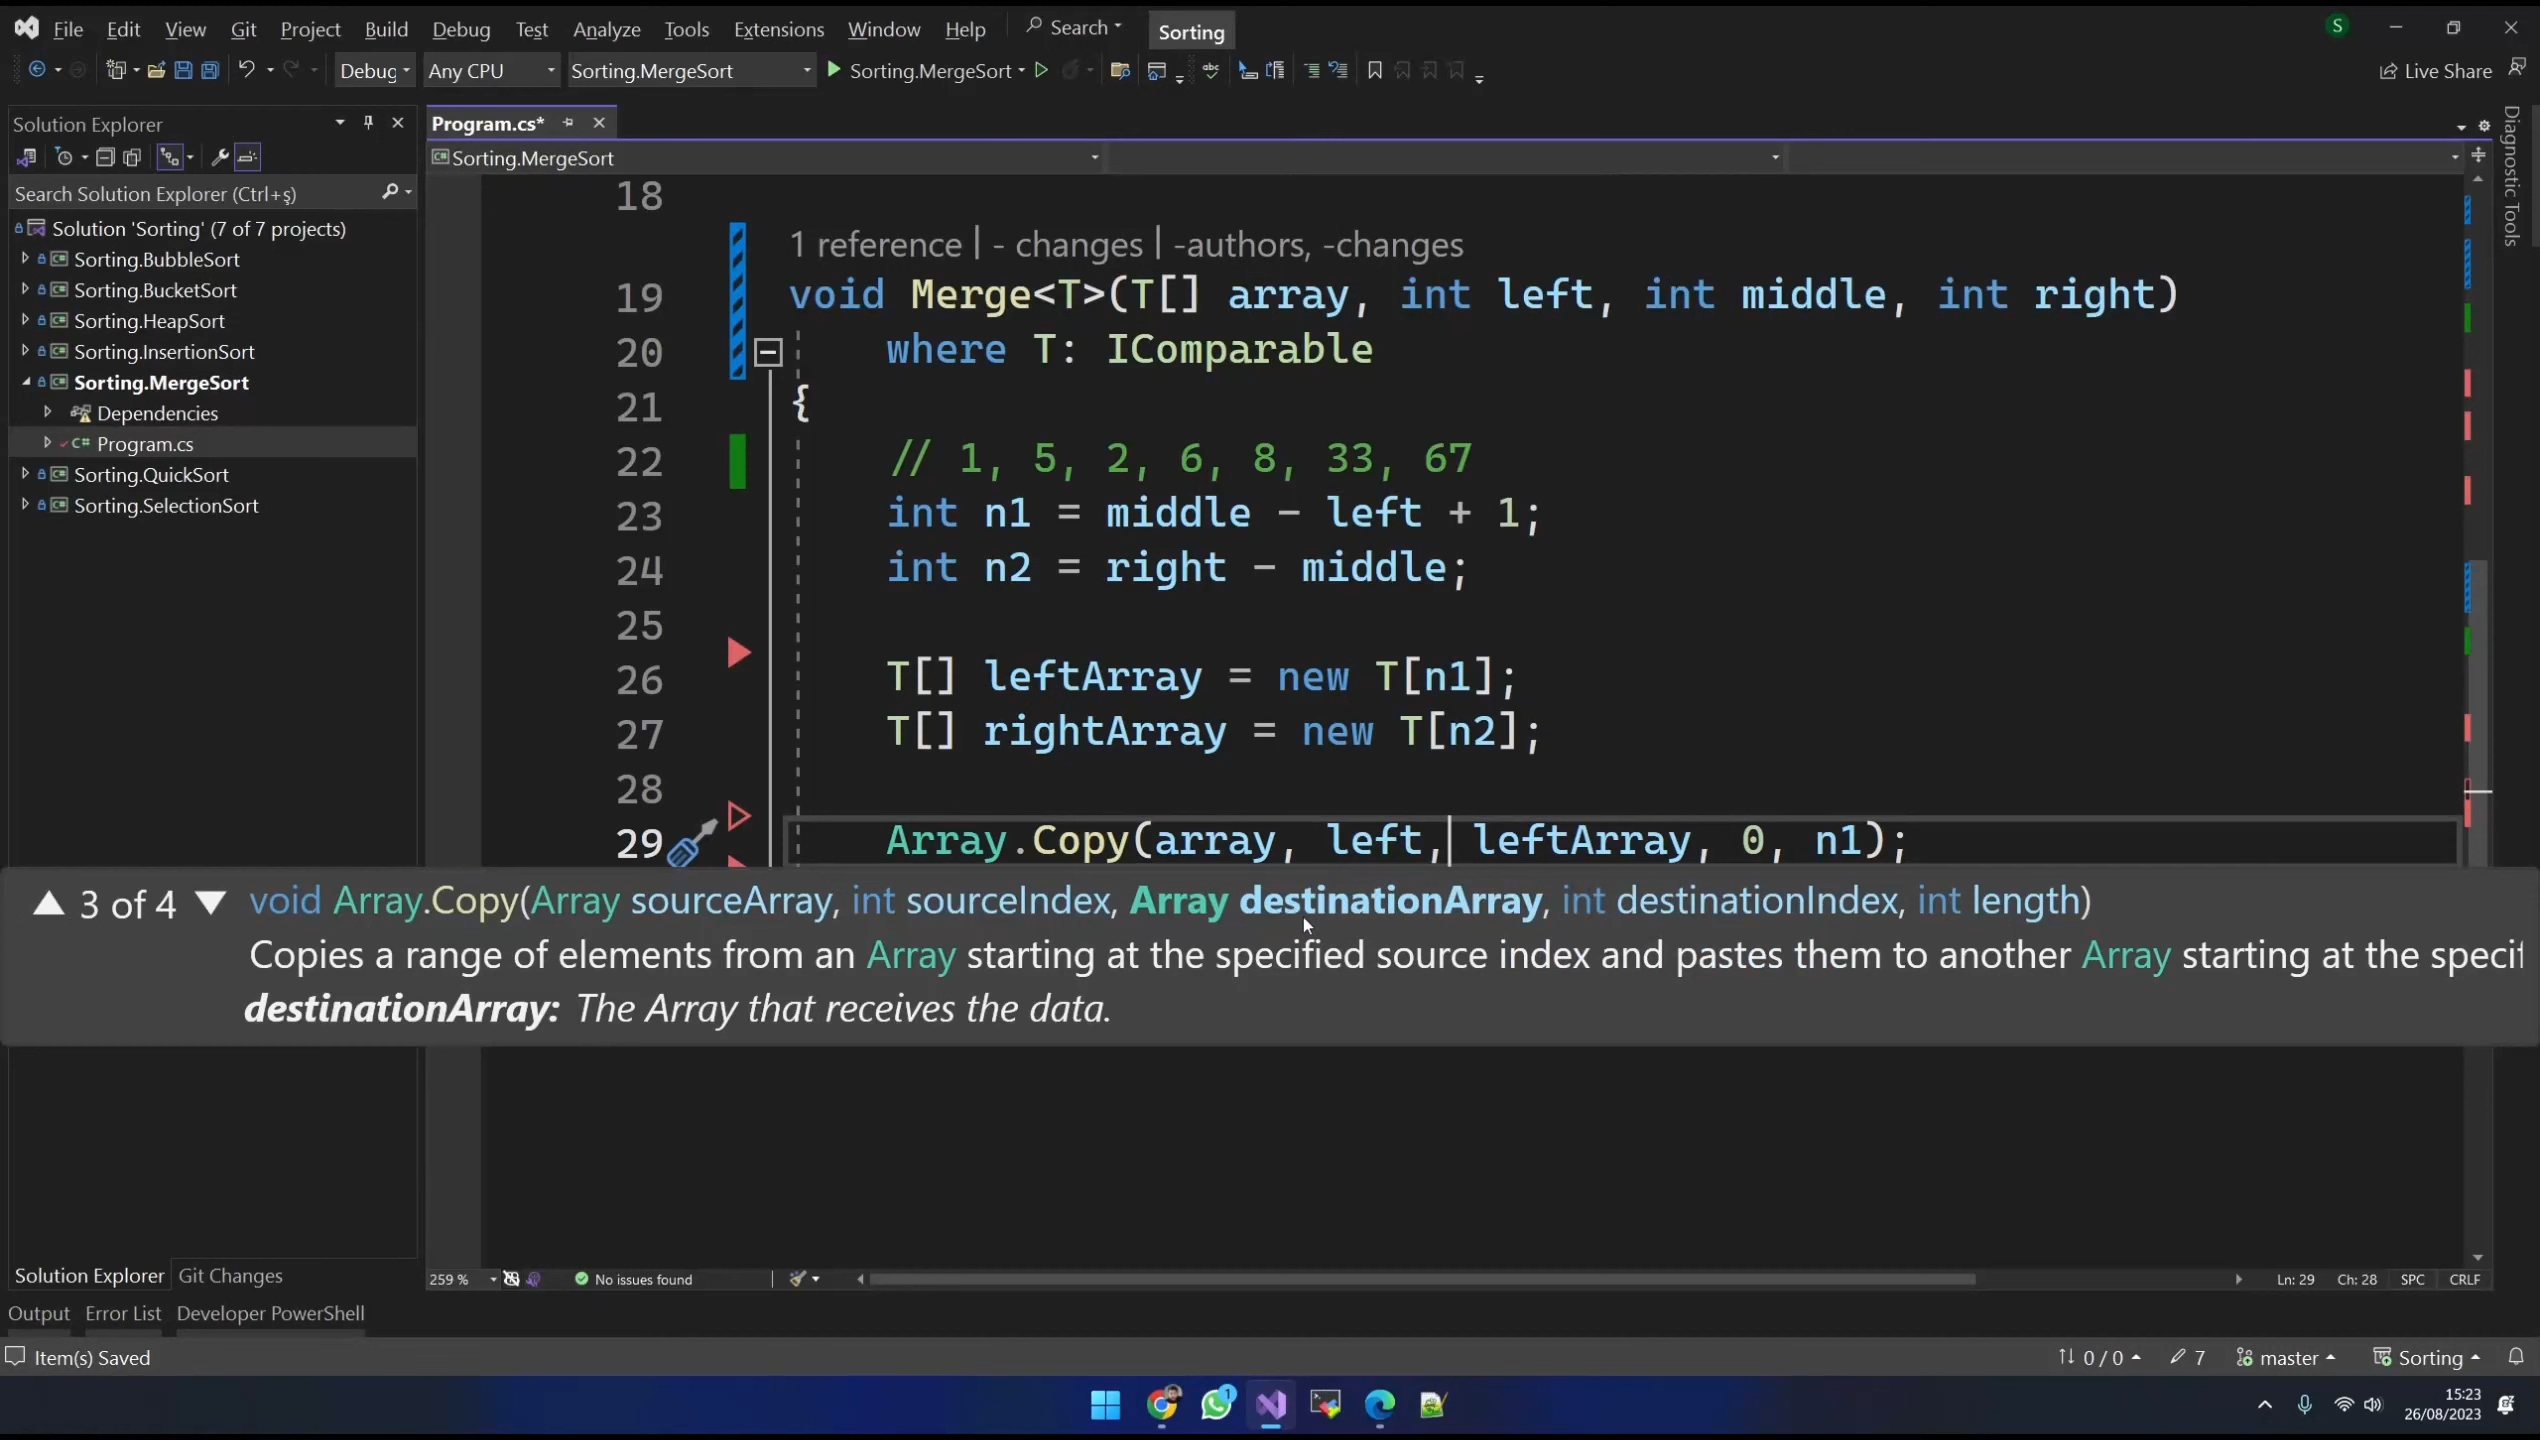 File Edit View Git Project Build Debug Test Analyze Tools Extensions Window Help Search Sorting S
Debug Any CPU Sorting.MergeSort Sorting.MergeSort Live Share
Solution Explorer
Program.cs*
Diagnostic Tools
Sorting.MergeSort
Search Solution Explorer (Ctrl+ş)
Solution 'Sorting' (7 of 7 projects)
Sorting.BubbleSort
Sorting.BucketSort
Sorting.HeapSort
Sorting.InsertionSort
Sorting.MergeSort
Dependencies
Program.cs
Sorting.QuickSort
Sorting.SelectionSort
18
1 reference | - changes | -authors, -changes
19 void Merge<T>(T[] array, int left, int middle, int right)
20 where T: IComparable
21 {
22 // 1, 5, 2, 6, 8, 33, 67
23 int n1 = middle - left + 1;
24 int n2 = right - middle;
25
26 T[] leftArray = new T[n1];
27 T[] rightArray = new T[n2];
28
29 Array.Copy(array, left, leftArray, 0, n1);
3 of 4 void Array.Copy(Array sourceArray, int sourceIndex, Array destinationArray, int destinationIndex, int length)
Copies a range of elements from an Array starting at the specified source index and pastes them to another Array starting at the specif
destinationArray: The Array that receives the data.
Solution Explorer Git Changes
259 % No issues found Ln: 29 Ch: 28 SPC CRLF
Output Error List Developer PowerShell
Item(s) Saved 0 / 0 7 master Sorting
1
15:23
26/08/2023